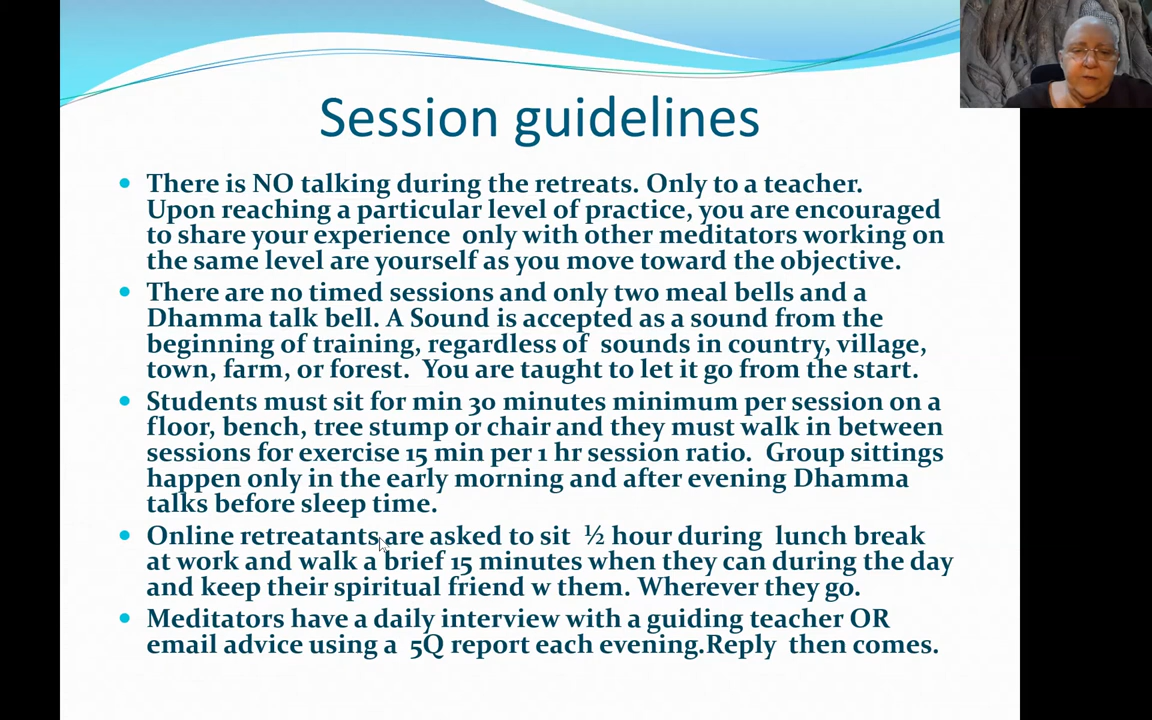 Session guidelines
There is NO talking during the retreats. Only to a teacher.
Upon reaching a particular level of practice, you are encouraged
to share your experience  only with other meditators working on
the same level are yourself as you move toward the objective.
There are no timed sessions and only two meal bells and a
Dhamma talk bell. A Sound is accepted as a sound from the
beginning of training, regardless of  sounds in country, village,
town, farm, or forest.  You are taught to let it go from the start.
Students must sit for min 30 minutes minimum per session on a
floor, bench, tree stump or chair and they must walk in between
sessions for exercise 15 min per 1 hr session ratio.  Group sittings
happen only in the early morning and after evening Dhamma
talks before sleep time.
Online retreatants are asked to sit  ½ hour during  lunch break
at work and walk a brief 15 minutes when they can during the day
and keep their spiritual friend w them. Wherever they go.
Meditators have a daily interview with a guiding teacher OR
email advice using a  5Q report each evening.Reply  then comes.